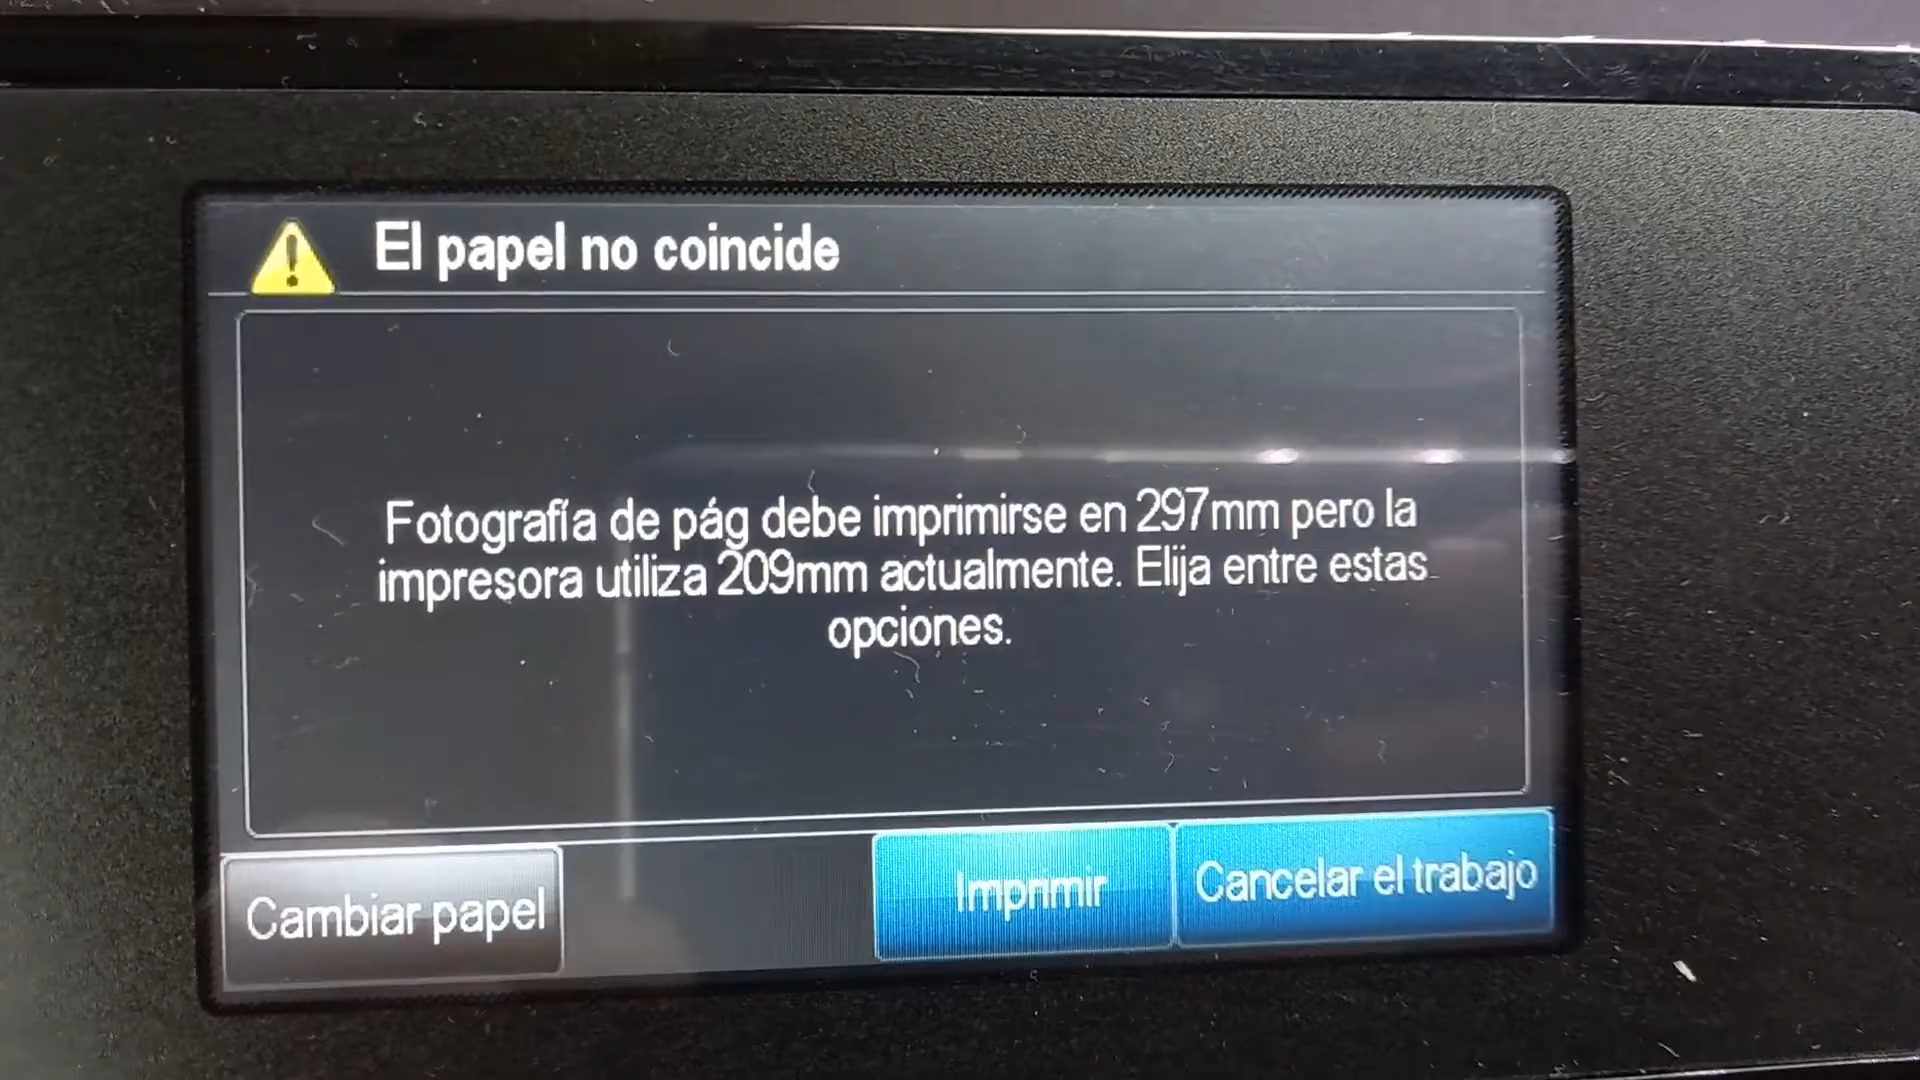 El papel no coincide
Fotografía de pág debe imprimirse en 297mm pero la
impresora utiliza 209mm actualmente. Elija entre estas
opciones.
Cambiar papel
Imprimir
Cancelar el trabajo